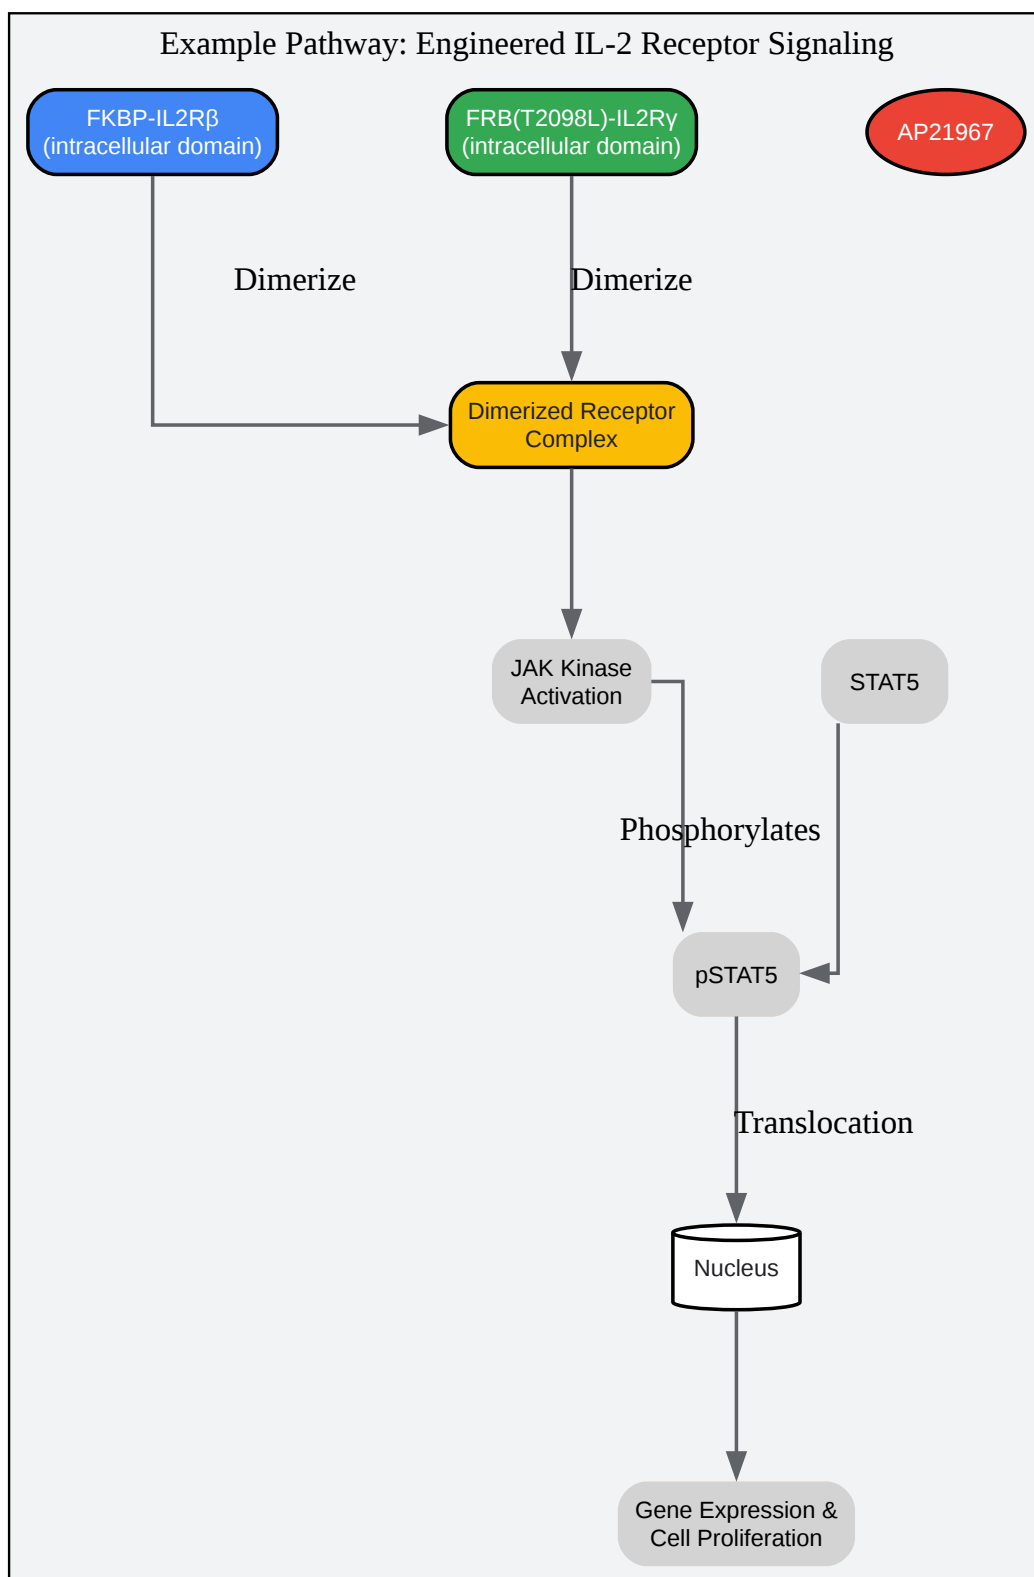 Example Pathway: Engineered IL-2 Receptor Signaling
FKBP-IL2Rβ
(intracellular domain)
FRB(T2098L)-IL2Rγ
(intracellular domain)
AP21967
Dimerize
Dimerize
Dimerized Receptor
Complex
JAK Kinase
Activation
STAT5
Phosphorylates
pSTAT5
Translocation
Nucleus
Gene Expression &
Cell Proliferation